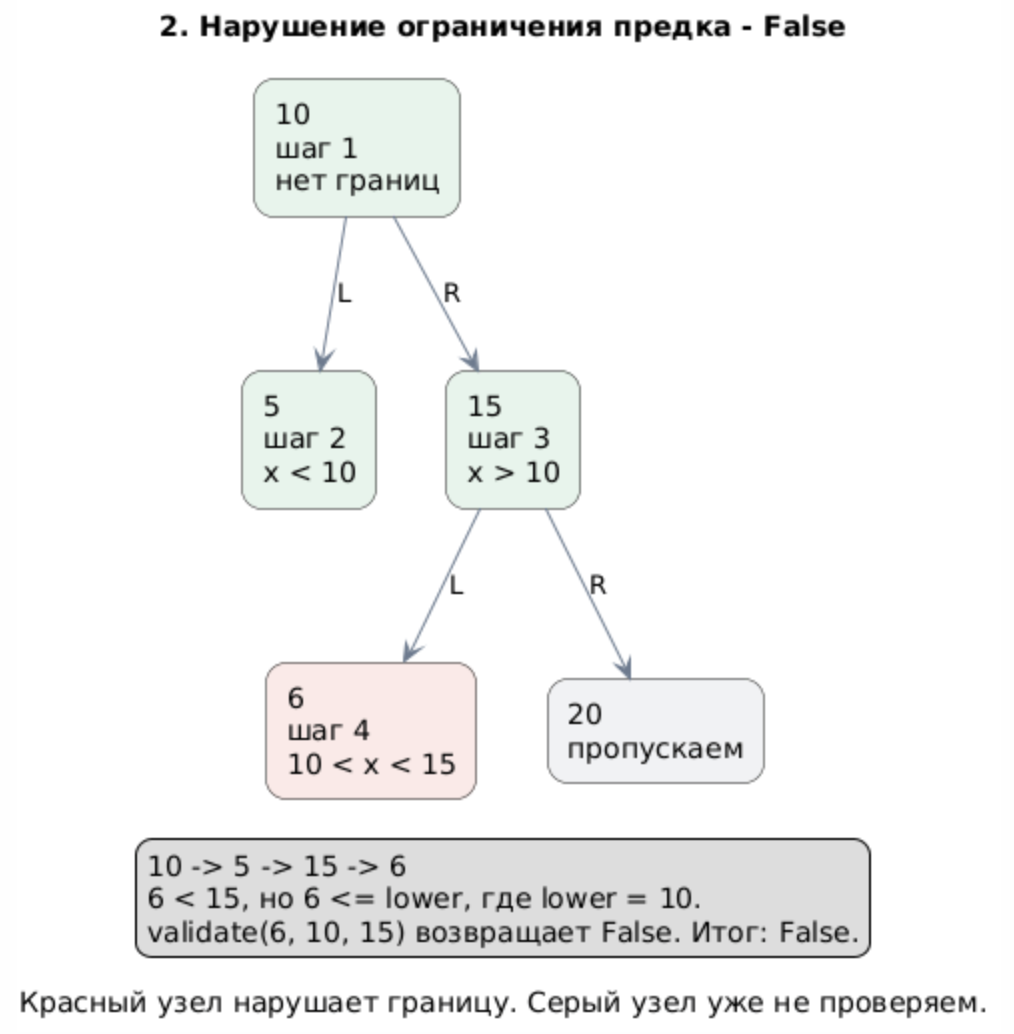 2. Нарушение ограничения предка - False
10
шаг 1
нет границ
L
R
5
шаг 2
x < 10
15
шаг 3
x > 10
L
R
6
шаг 4
10 < x < 15
20
пропускаем
10 -> 5 -> 15 -> 6
6 < 15, но 6 <= lower, где lower = 10.
validate(6, 10, 15) возвращает False. Итог: False.
Красный узел нарушает границу. Серый узел уже не проверяем.